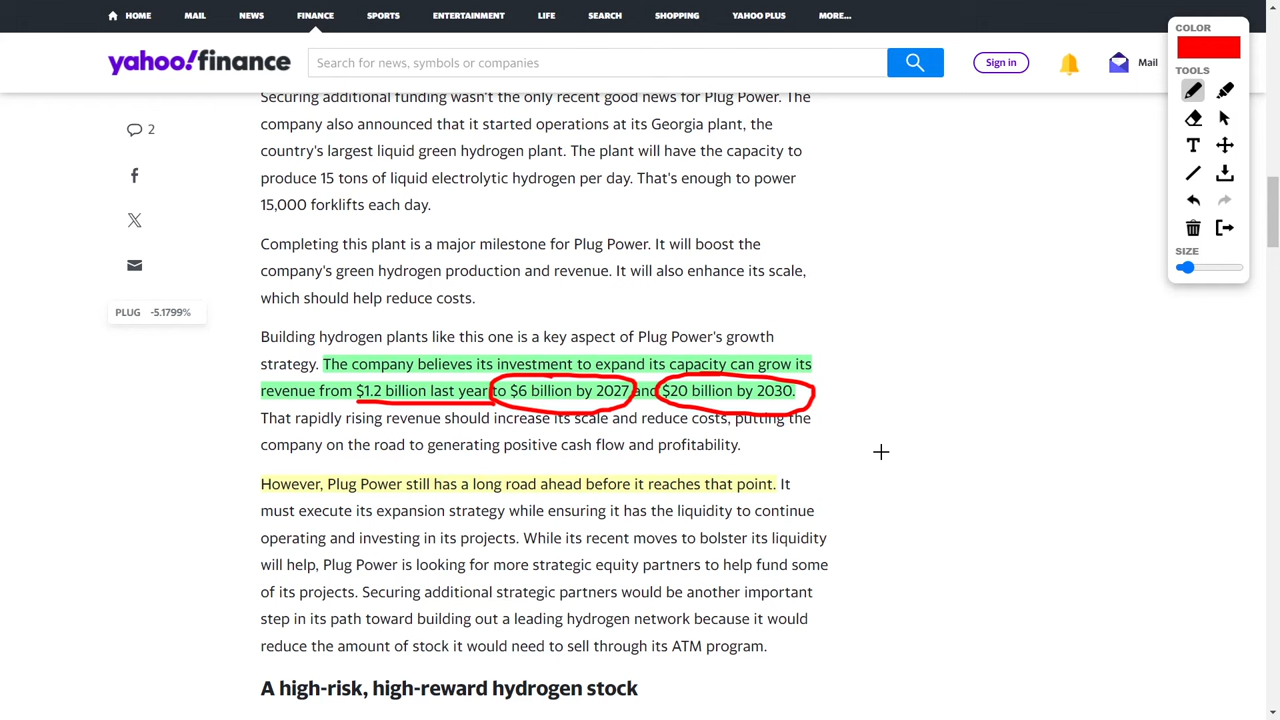 HOME MAIL NEWS FINANCE SPORTS ENTERTAINMENT LIFE SEARCH SHOPPING YAHOO PLUS MORE...
COLOR
yahoo!finance Search for news, symbols or companies Sign in Mail
TOOLS
T
SIZE
2
PLUG -5.1799%
Securing additional funding wasn't the only recent good news for Plug Power. The
company also announced that it started operations at its Georgia plant, the
country's largest liquid green hydrogen plant. The plant will have the capacity to
produce 15 tons of liquid electrolytic hydrogen per day. That's enough to power
15,000 forklifts each day.
Completing this plant is a major milestone for Plug Power. It will boost the
company's green hydrogen production and revenue. It will also enhance its scale,
which should help reduce costs.
Building hydrogen plants like this one is a key aspect of Plug Power's growth
strategy. The company believes its investment to expand its capacity can grow its
revenue from $1.2 billion last year to $6 billion by 2027 and $20 billion by 2030.
That rapidly rising revenue should increase its scale and reduce costs, putting the
company on the road to generating positive cash flow and profitability.
However, Plug Power still has a long road ahead before it reaches that point. It
must execute its expansion strategy while ensuring it has the liquidity to continue
operating and investing in its projects. While its recent moves to bolster its liquidity
will help, Plug Power is looking for more strategic equity partners to help fund some
of its projects. Securing additional strategic partners would be another important
step in its path toward building out a leading hydrogen network because it would
reduce the amount of stock it would need to sell through its ATM program.
A high-risk, high-reward hydrogen stock